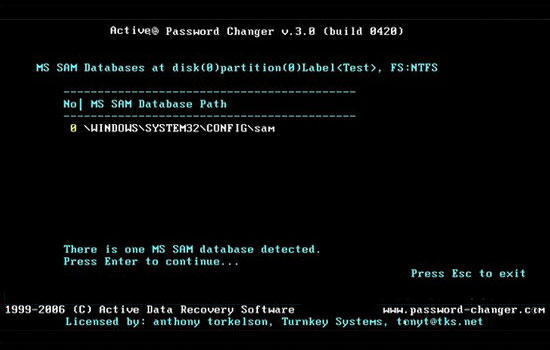 Active@ Password Changer v.3.0 (build 0420)
MS SAM Databases at disk(0)partition(0)Label<Test>, FS:NTFS
No| MS SAM Database Path
0 \WINDOWS\SYSTEM32\CONFIG\sam
There is one MS SAM database detected.
Press Enter to continue...
Press Esc to exit
1999-2006 (C) Active Data Recovery Software www.password-changer.com
Licensed by: anthony torkelson, Turnkey Systems, tonyt@tks.net